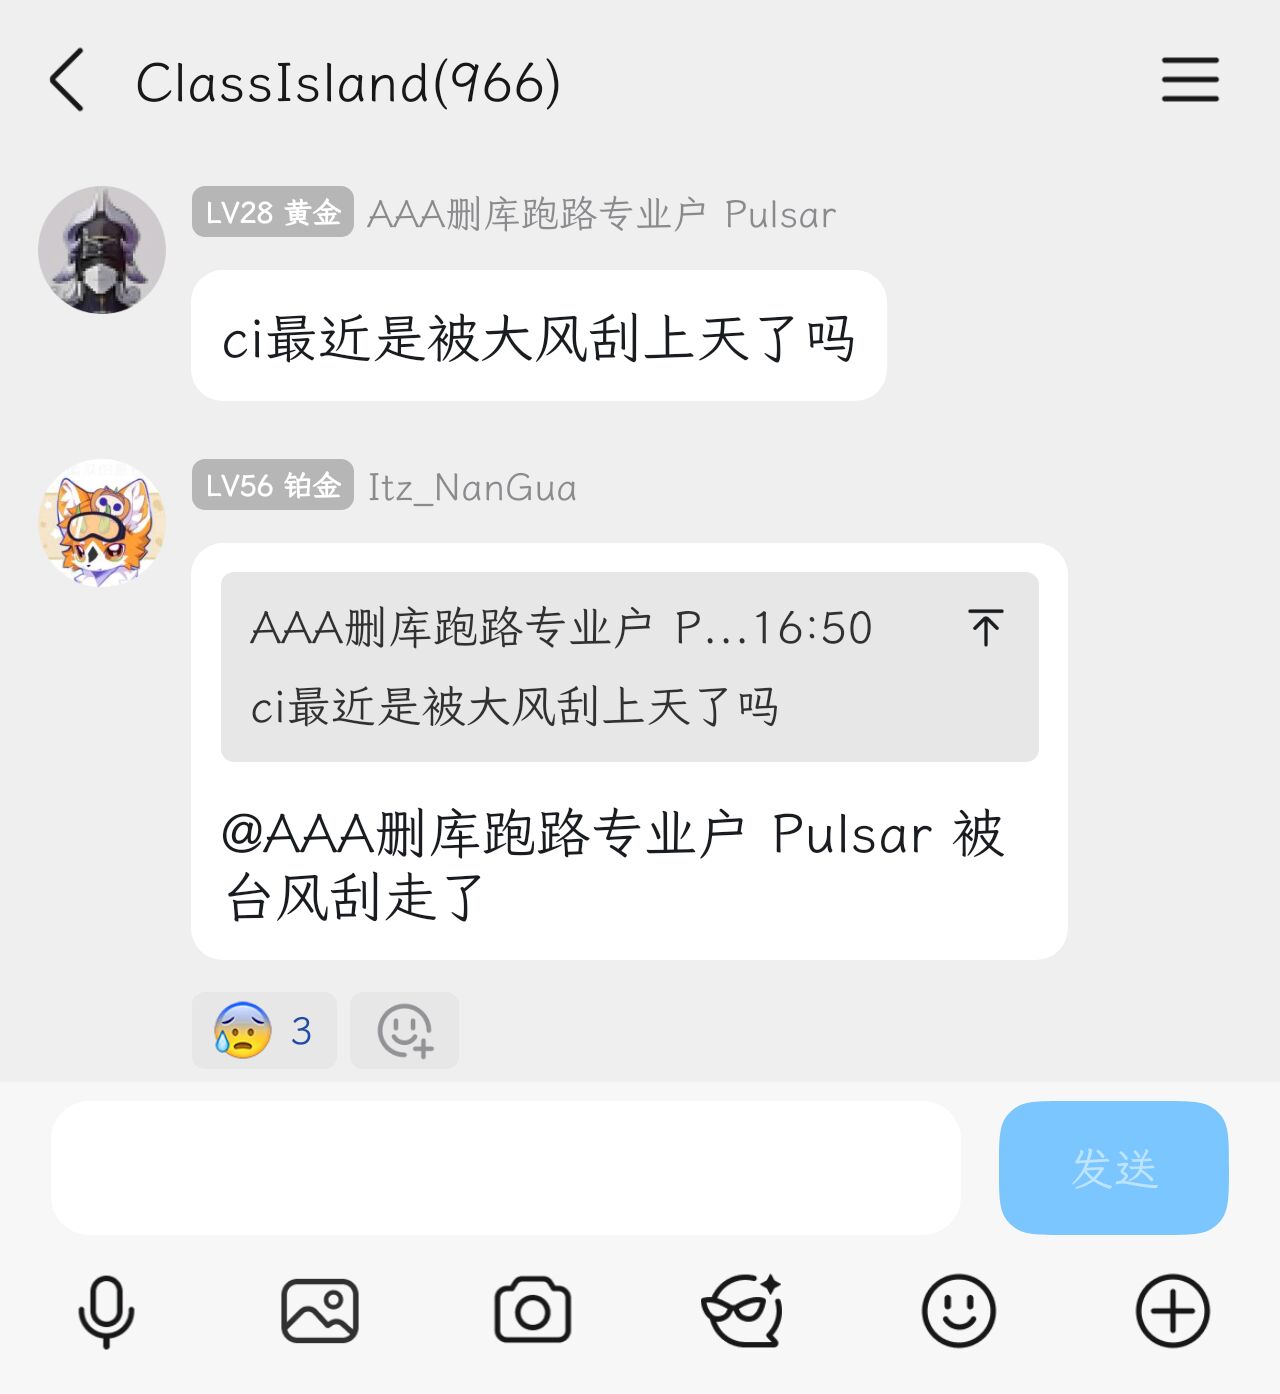 ClassIsland(966)
LV28 黄金 AAA删库跑路专业户 Pulsar
ci最近是被大风刮上天了吗
LV56 铂金 Itz_NanGua
AAA删库跑路专业户 P...16:50
ci最近是被大风刮上天了吗
@AAA删库跑路专业户 Pulsar 被
台风刮走了
3
发送